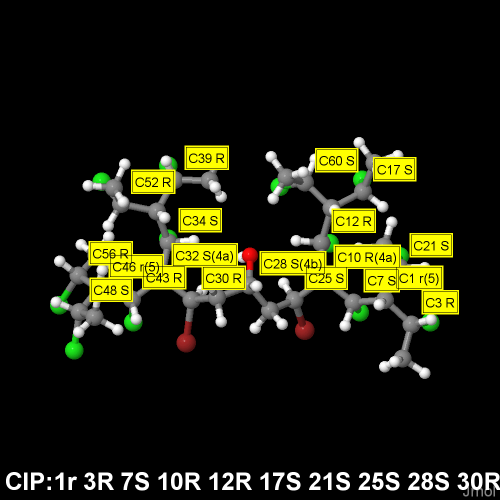 C39 R
C60 S
C17 S
C52 R
C34 S
C12 R
C21 S
C56 R
C32 S(4a)
C10 R(4a)
C46 r(5)
C28 S(4b)
C43 R
C30 R
C25 S
C7 S
C1 r(5)
C48 S
C3 R
CIP:1r 3R 7S 10R 12R 17S 21S 25S 28S 30R